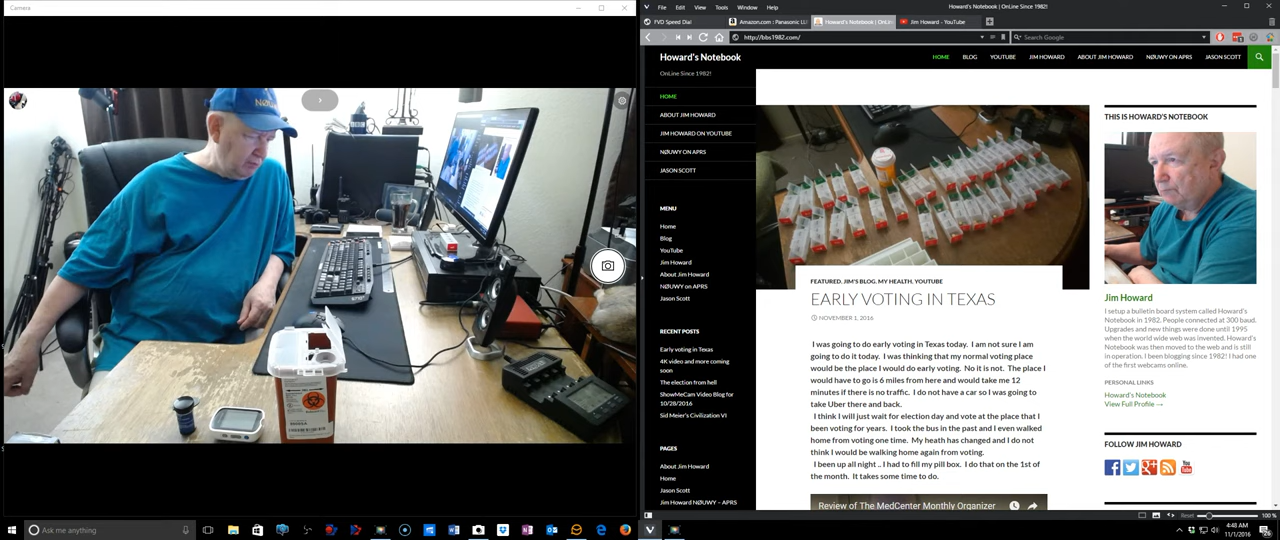 Camera
Howard's Notebook | OnLine Since 1982!
File Edit View Tools Window Help
FVD Speed Dial
Amazon.com : Panasonic LU
Howard's Notebook | OnLi
Jim Howard - YouTube
http://bbs1982.com/
Search Google
Howard's Notebook
HOME BLOG YOUTUBE JIM HOWARD ABOUT JIM HOWARD NØUWY ON APRS JASON SCOTT
OnLine Since 1982!
HOME
ABOUT JIM HOWARD
JIM HOWARD ON YOUTUBE
NØUWY ON APRS
JASON SCOTT
MENU
Home
Blog
YouTube
Jim Howard
About Jim Howard
NØUWY on APRS
Jason Scott
RECENT POSTS
Early voting in Texas
4K video and more coming
soon
The election from hell
ShowMeCam Video Blog for
10/28/2016
Sid Meier's Civilization VI
PAGES
About Jim Howard
Home
Jason Scott
Jim Howard NØUWY – APRS
FEATURED, JIM'S BLOG, MY HEALTH, YOUTUBE
EARLY VOTING IN TEXAS
NOVEMBER 1, 2016
I was going to do early voting in Texas today. I am not sure I am
going to do it today. I was thinking that my normal voting place
would be the place I would do early voting. No it is not. The place I
would have to go is 6 miles from here and would take me 12
minutes if there is no traffic. I do not have a car so I was going to
take Uber there and back.
I think I will just wait for election day and vote at the place that I
been voting for years. I took the bus in the past and I even walked
home from voting one time. My heath has changed and I do not
think I would be walking home again from voting.
I been up all night .. I had to fill my pill box. I do that on the 1st of
the month. It takes some time to do.
Review of The MedCenter Monthly Organizer
THIS IS HOWARD'S NOTEBOOK
Jim Howard
I setup a bulletin board system called Howard's
Notebook in 1982. People connected at 300 baud.
Upgrades and new things were done until 1995
when the world wide web was invented. Howard's
Notebook was then moved to the web and is still
in operation. I been blogging since 1982! I had one
of the first webcams online.
PERSONAL LINKS
Howard's Notebook
View Full Profile →
FOLLOW JIM HOWARD
Reset
100 %
Ask me anything
4:48 AM
11/1/2016